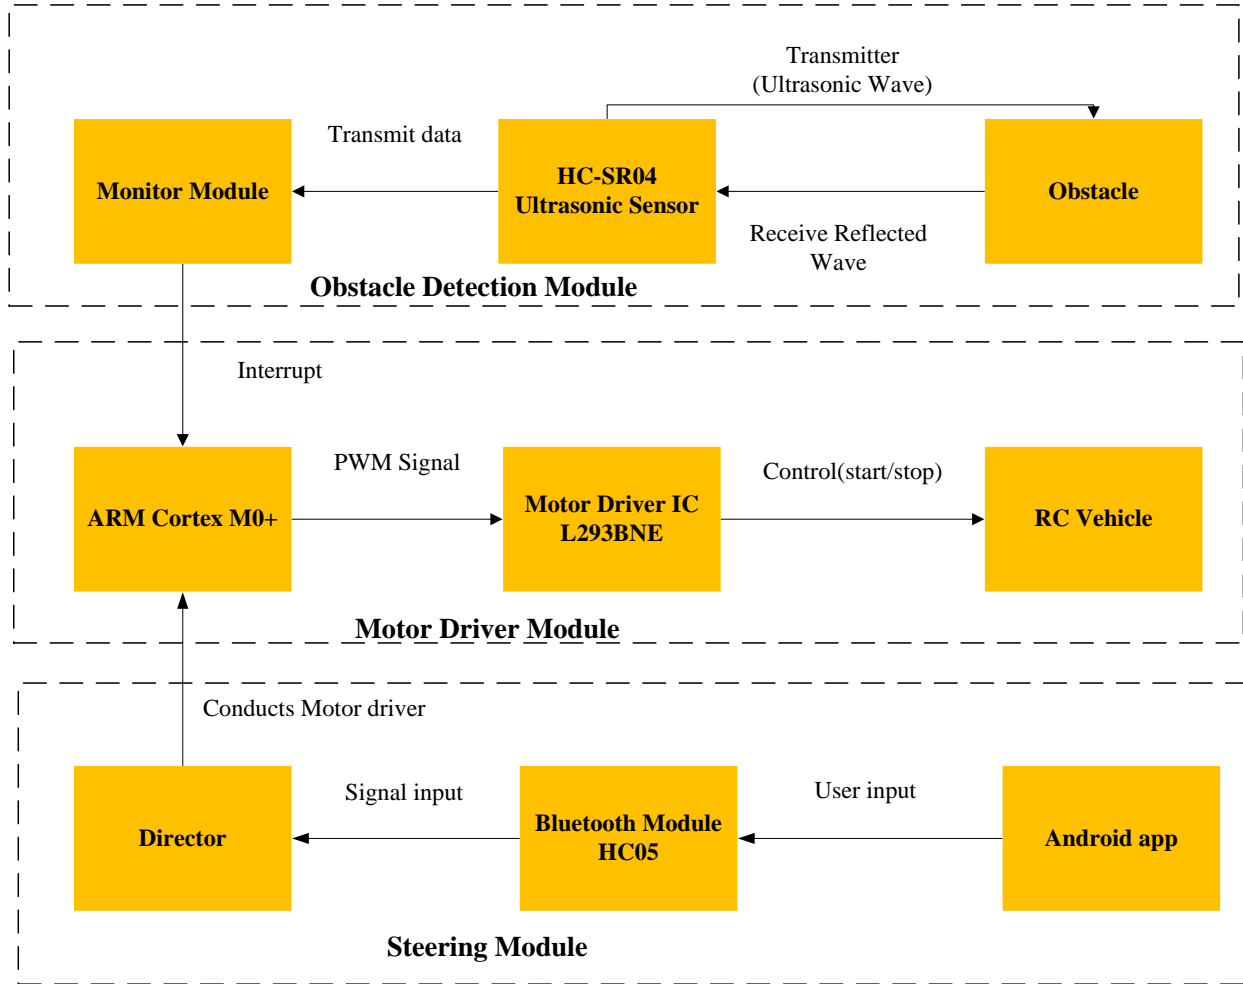 Transmitter
(Ultrasonic Wave)
Transmit data
Monitor Module
HC-SR04
Ultrasonic Sensor
Obstacle
Receive Reflected
Wave
Obstacle Detection Module
Interrupt
PWM Signal
Control(start/stop)
ARM Cortex M0+
Motor Driver IC
L293BNE
RC Vehicle
Motor Driver Module
Conducts Motor driver
Signal input
User input
Director
Bluetooth Module
HC05
Android app
Steering Module